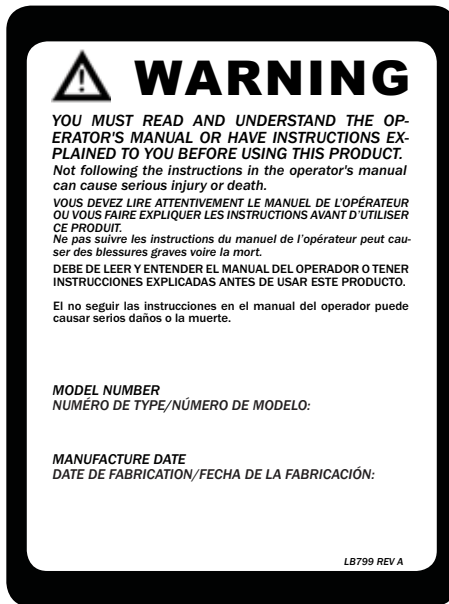 WARNING
YOU MUST READ AND UNDERSTAND THE OP-
ERATOR'S MANUAL OR HAVE INSTRUCTIONS EX-
PLAINED TO YOU BEFORE USING THIS PRODUCT.
Not following the instructions in the operator's manual
can cause serious injury or death.
VOUS DEVEZ LIRE ATTENTIVEMENT LE MANUEL DE L'OPÉRATEUR
OU VOUS FAIRE EXPLIQUER LES INSTRUCTIONS AVANT D'UTILISER
CE PRODUIT.
Ne pas suivre les instructions du manuel de l'opérateur peut cau-
ser des blessures graves voire la mort.
DEBE DE LEER Y ENTENDER EL MANUAL DEL OPERADOR O TENER
INSTRUCCIONES EXPLICADAS ANTES DE USAR ESTE PRODUCTO.
El no seguir las instrucciones en el manual del operador puede
causar serios daños o la muerte.
MODEL NUMBER
NUMÉRO DE TYPE/NÚMERO DE MODELO:
MANUFACTURE DATE
DATE DE FABRICATION/FECHA DE LA FABRICACIÓN:
LB799 REV A